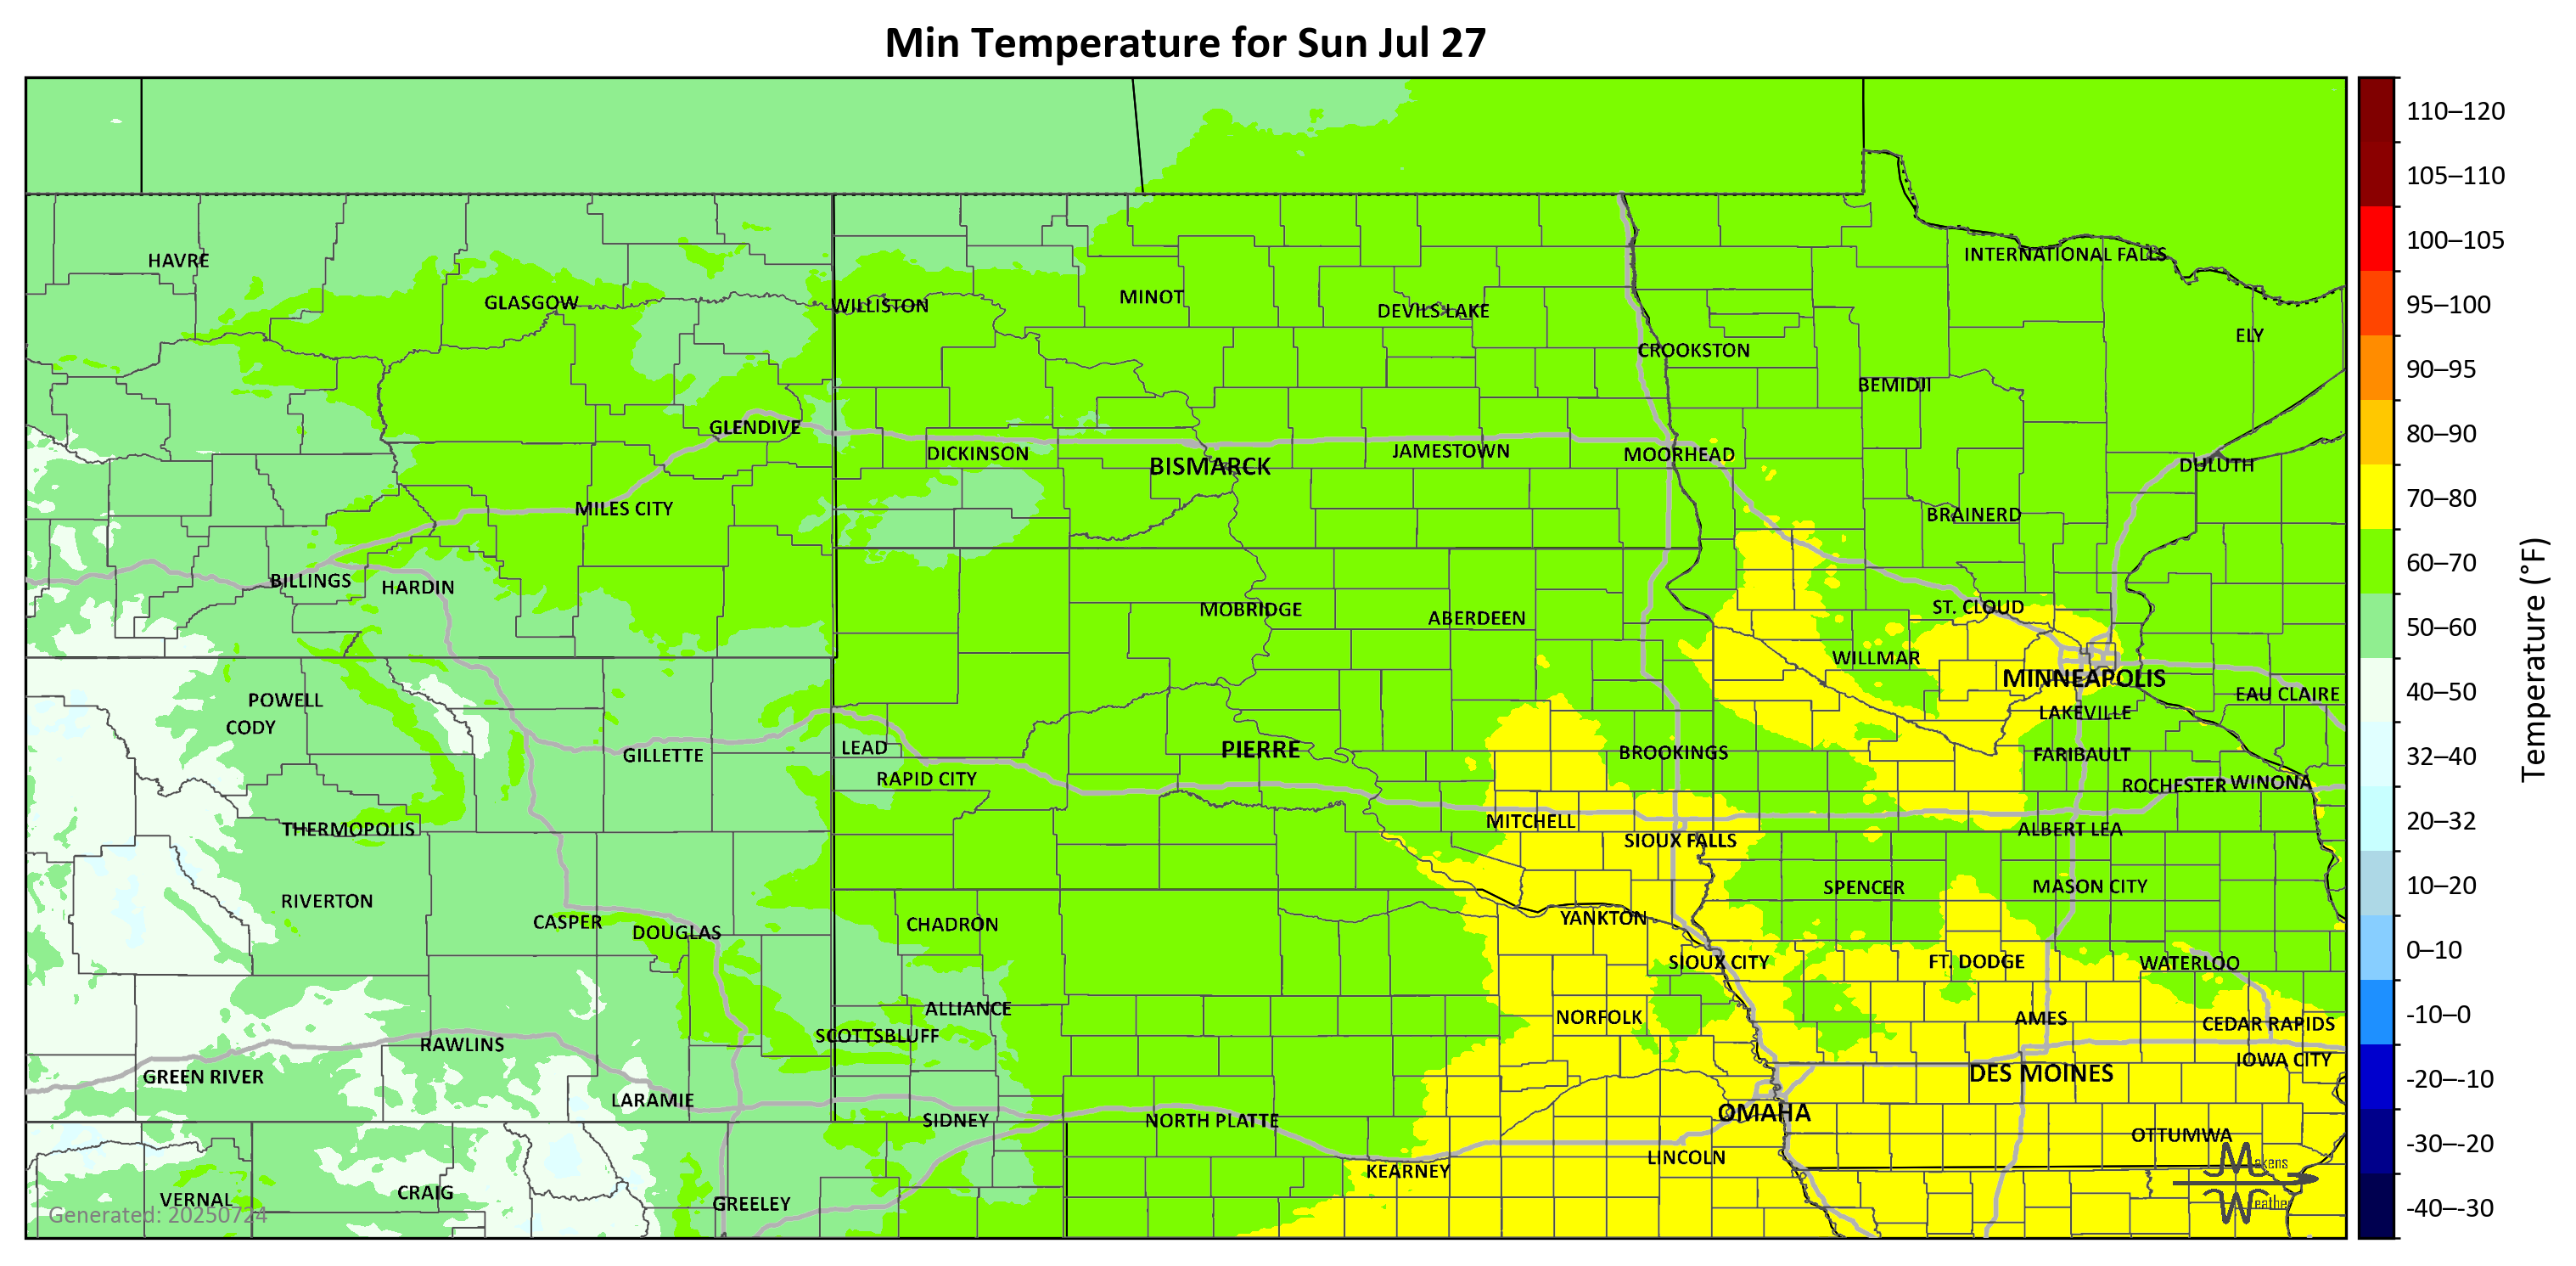 Min Temperature for Sun Jul 27
110−120
105−110
100−105
95−100
90−95
80−90
70−80
60−70
50−60
40−50
32−40
20−32
10−20
0−10
-10−0
-20−-10
-30−-20
-40−-30
Temperature (°F)
HAVRE
INTERNATIONAL FALLS
GLASGOW
WILLISTON
MINOT
DEVILS LAKE
ELY
CROOKSTON
BEMIDJI
GLENDIVE
DICKINSON
BISMARCK
JAMESTOWN
MOORHEAD
DULUTH
MILES CITY
BRAINERD
BILLINGS
HARDIN
MOBRIDGE
ABERDEEN
ST. CLOUD
WILLMAR
MINNEAPOLIS
POWELL
EAU CLAIRE
CODY
LAKEVILLE
GILLETTE
LEAD
PIERRE
BROOKINGS
FARIBAULT
RAPID CITY
ROCHESTER
WINONA
THERMOPOLIS
MITCHELL
ALBERT LEA
SIOUX FALLS
RIVERTON
SPENCER
MASON CITY
CASPER
DOUGLAS
CHADRON
YANKTON
SIOUX CITY
FT. DODGE
WATERLOO
ALLIANCE
NORFOLK
AMES
CEDAR RAPIDS
SCOTTSBLUFF
RAWLINS
IOWA CITY
GREEN RIVER
DES MOINES
LARAMIE
SIDNEY
NORTH PLATTE
OMAHA
OTTUMWA
KEARNEY
LINCOLN
VERNAL
CRAIG
GREELEY
Generated: 20250724
Makens
Weather